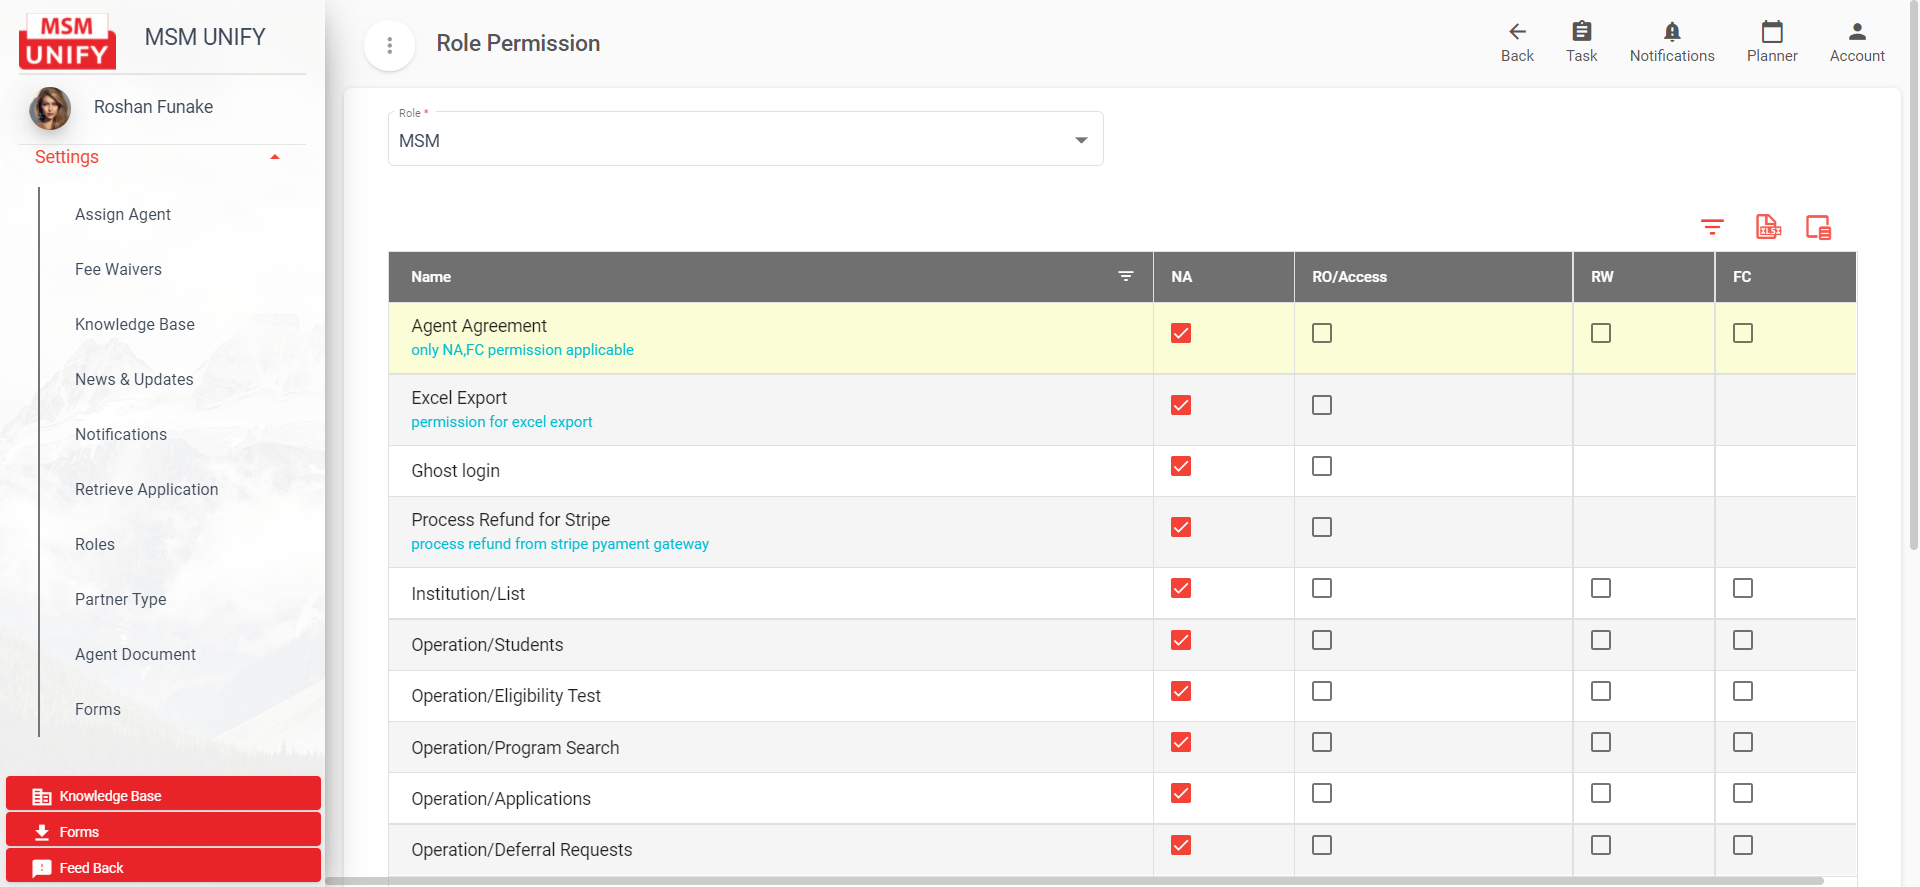 MSM
UNIFY
MSM UNIFY
Roshan Funake
Settings
Assign Agent
Fee Waivers
Knowledge Base
News & Updates
Notifications
Retrieve Application
Roles
Partner Type
Agent Document
Forms
Knowledge Base
Forms
Feed Back
Role Permission
Back
Task
Notifications
Planner
Account
Role *
MSM
Name NA RO/Access RW FC
Agent Agreement
only NA,FC permission applicable
Excel Export
permission for excel export
Ghost login
Process Refund for Stripe
process refund from stripe pyament gateway
Institution/List
Operation/Students
Operation/Eligibility Test
Operation/Program Search
Operation/Applications
Operation/Deferral Requests